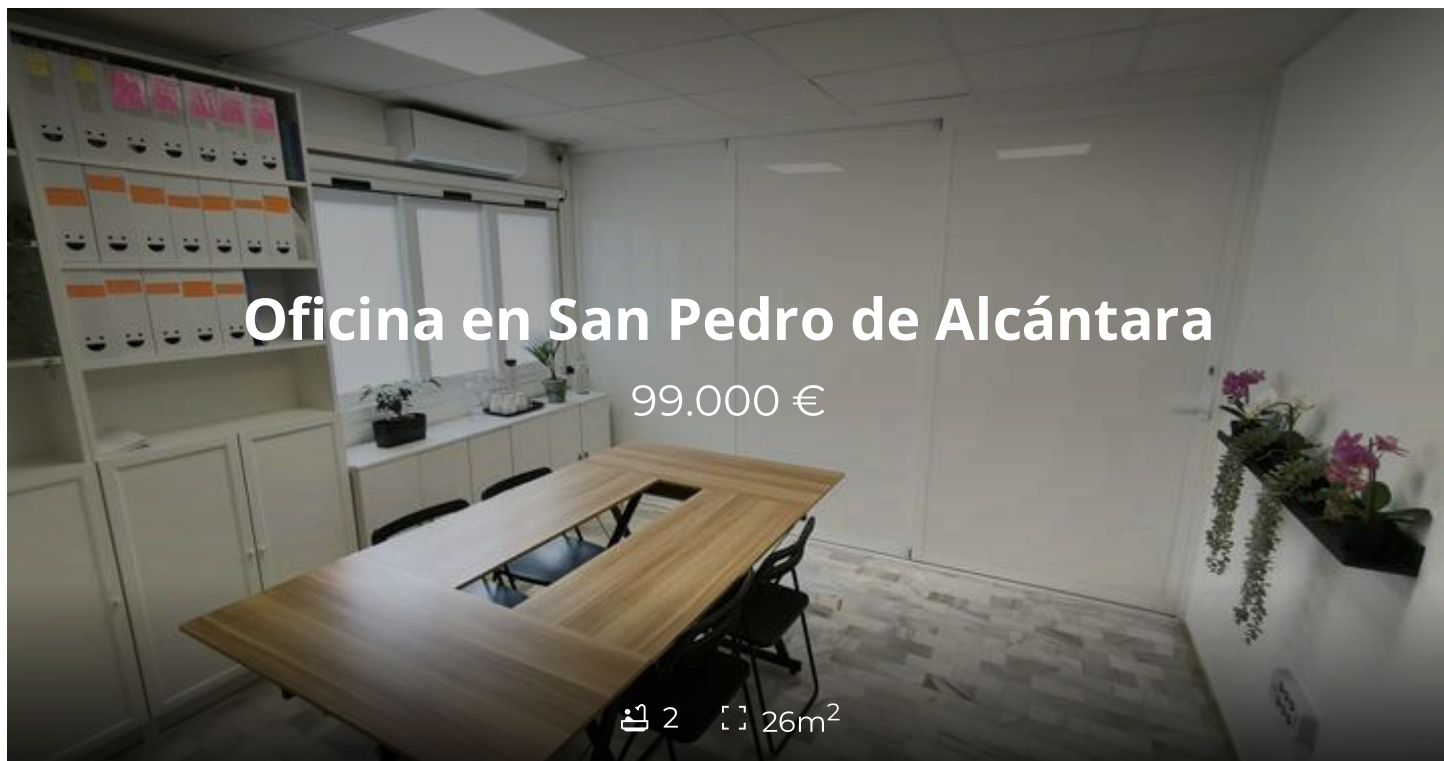 Oficina en San Pedro de Alcántara
99.000 €
2 26m²